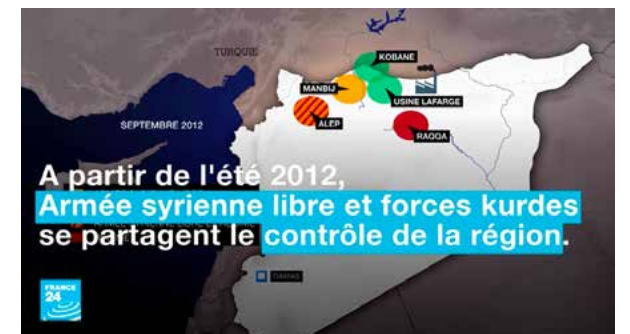 TURQUIE
KOBANE
MANBIJ
USINE LAFARGE
ALEP
SEPTEMBRE 2012
RAQQA
A partir de l'été 2012,
Armée syrienne libre et forces kurdes
se partagent le contrôle de la région.
DAMAS
FRANCE
24